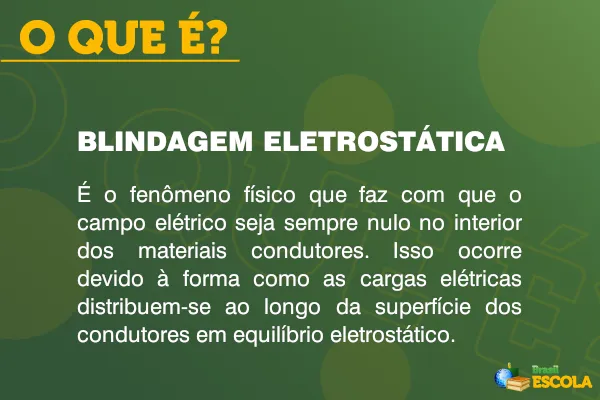 O QUE É?
BLINDAGEM ELETROSTÁTICA
É o fenômeno físico que faz com que o
campo elétrico seja sempre nulo no interior
dos materiais condutores. Isso ocorre
devido à forma como as cargas elétricas
distribuem-se ao longo da superfície dos
condutores em equilíbrio eletrostático.
Brasil
ESCOLA